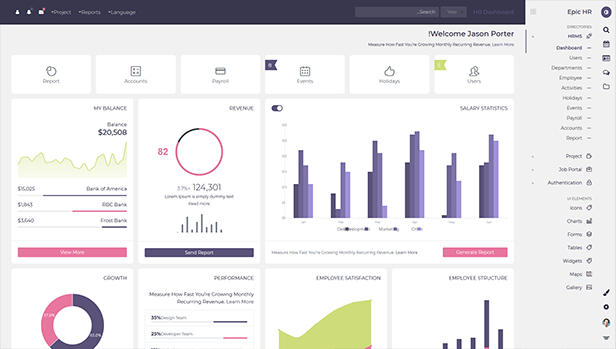 Project
Reports
Language
Search...
HR Dashboard
Epic HR
!Welcome Jason Porter
Measure How Fast You're Growing Monthly Recurring Revenue. Learn More
Report
Accounts
Payroll
8
Events
Holidays
5
Users
MY BALANCE
Balance
$20,508
$15,025 Bank of America
$1,843 RBC Bank
$3,640 Frost Bank
View More
REVENUE
82
3.7% 124,301
Lorem Ipsum is simply dummy text
Read more
Send Report
SALARY STATISTICS
Measure How Fast You're Growing Monthly Recurring Revenue. Learn More
Generate Report
GROWTH
PERFORMANCE
Measure How Fast You're Growing Monthly
Recurring Revenue. Learn More
35% Design Team
25% Developer Team
EMPLOYEE SATISFACTION
EMPLOYEE STRUCTURE
DIRECTORIES
HRMS
Dashboard
Users
Departments
Employee
Activities
Holidays
Events
Payroll
Accounts
Report
Project
Job Portal
Authentication
UI ELEMENTS
Icons
Charts
Forms
Tables
Widgets
Maps
Gallery